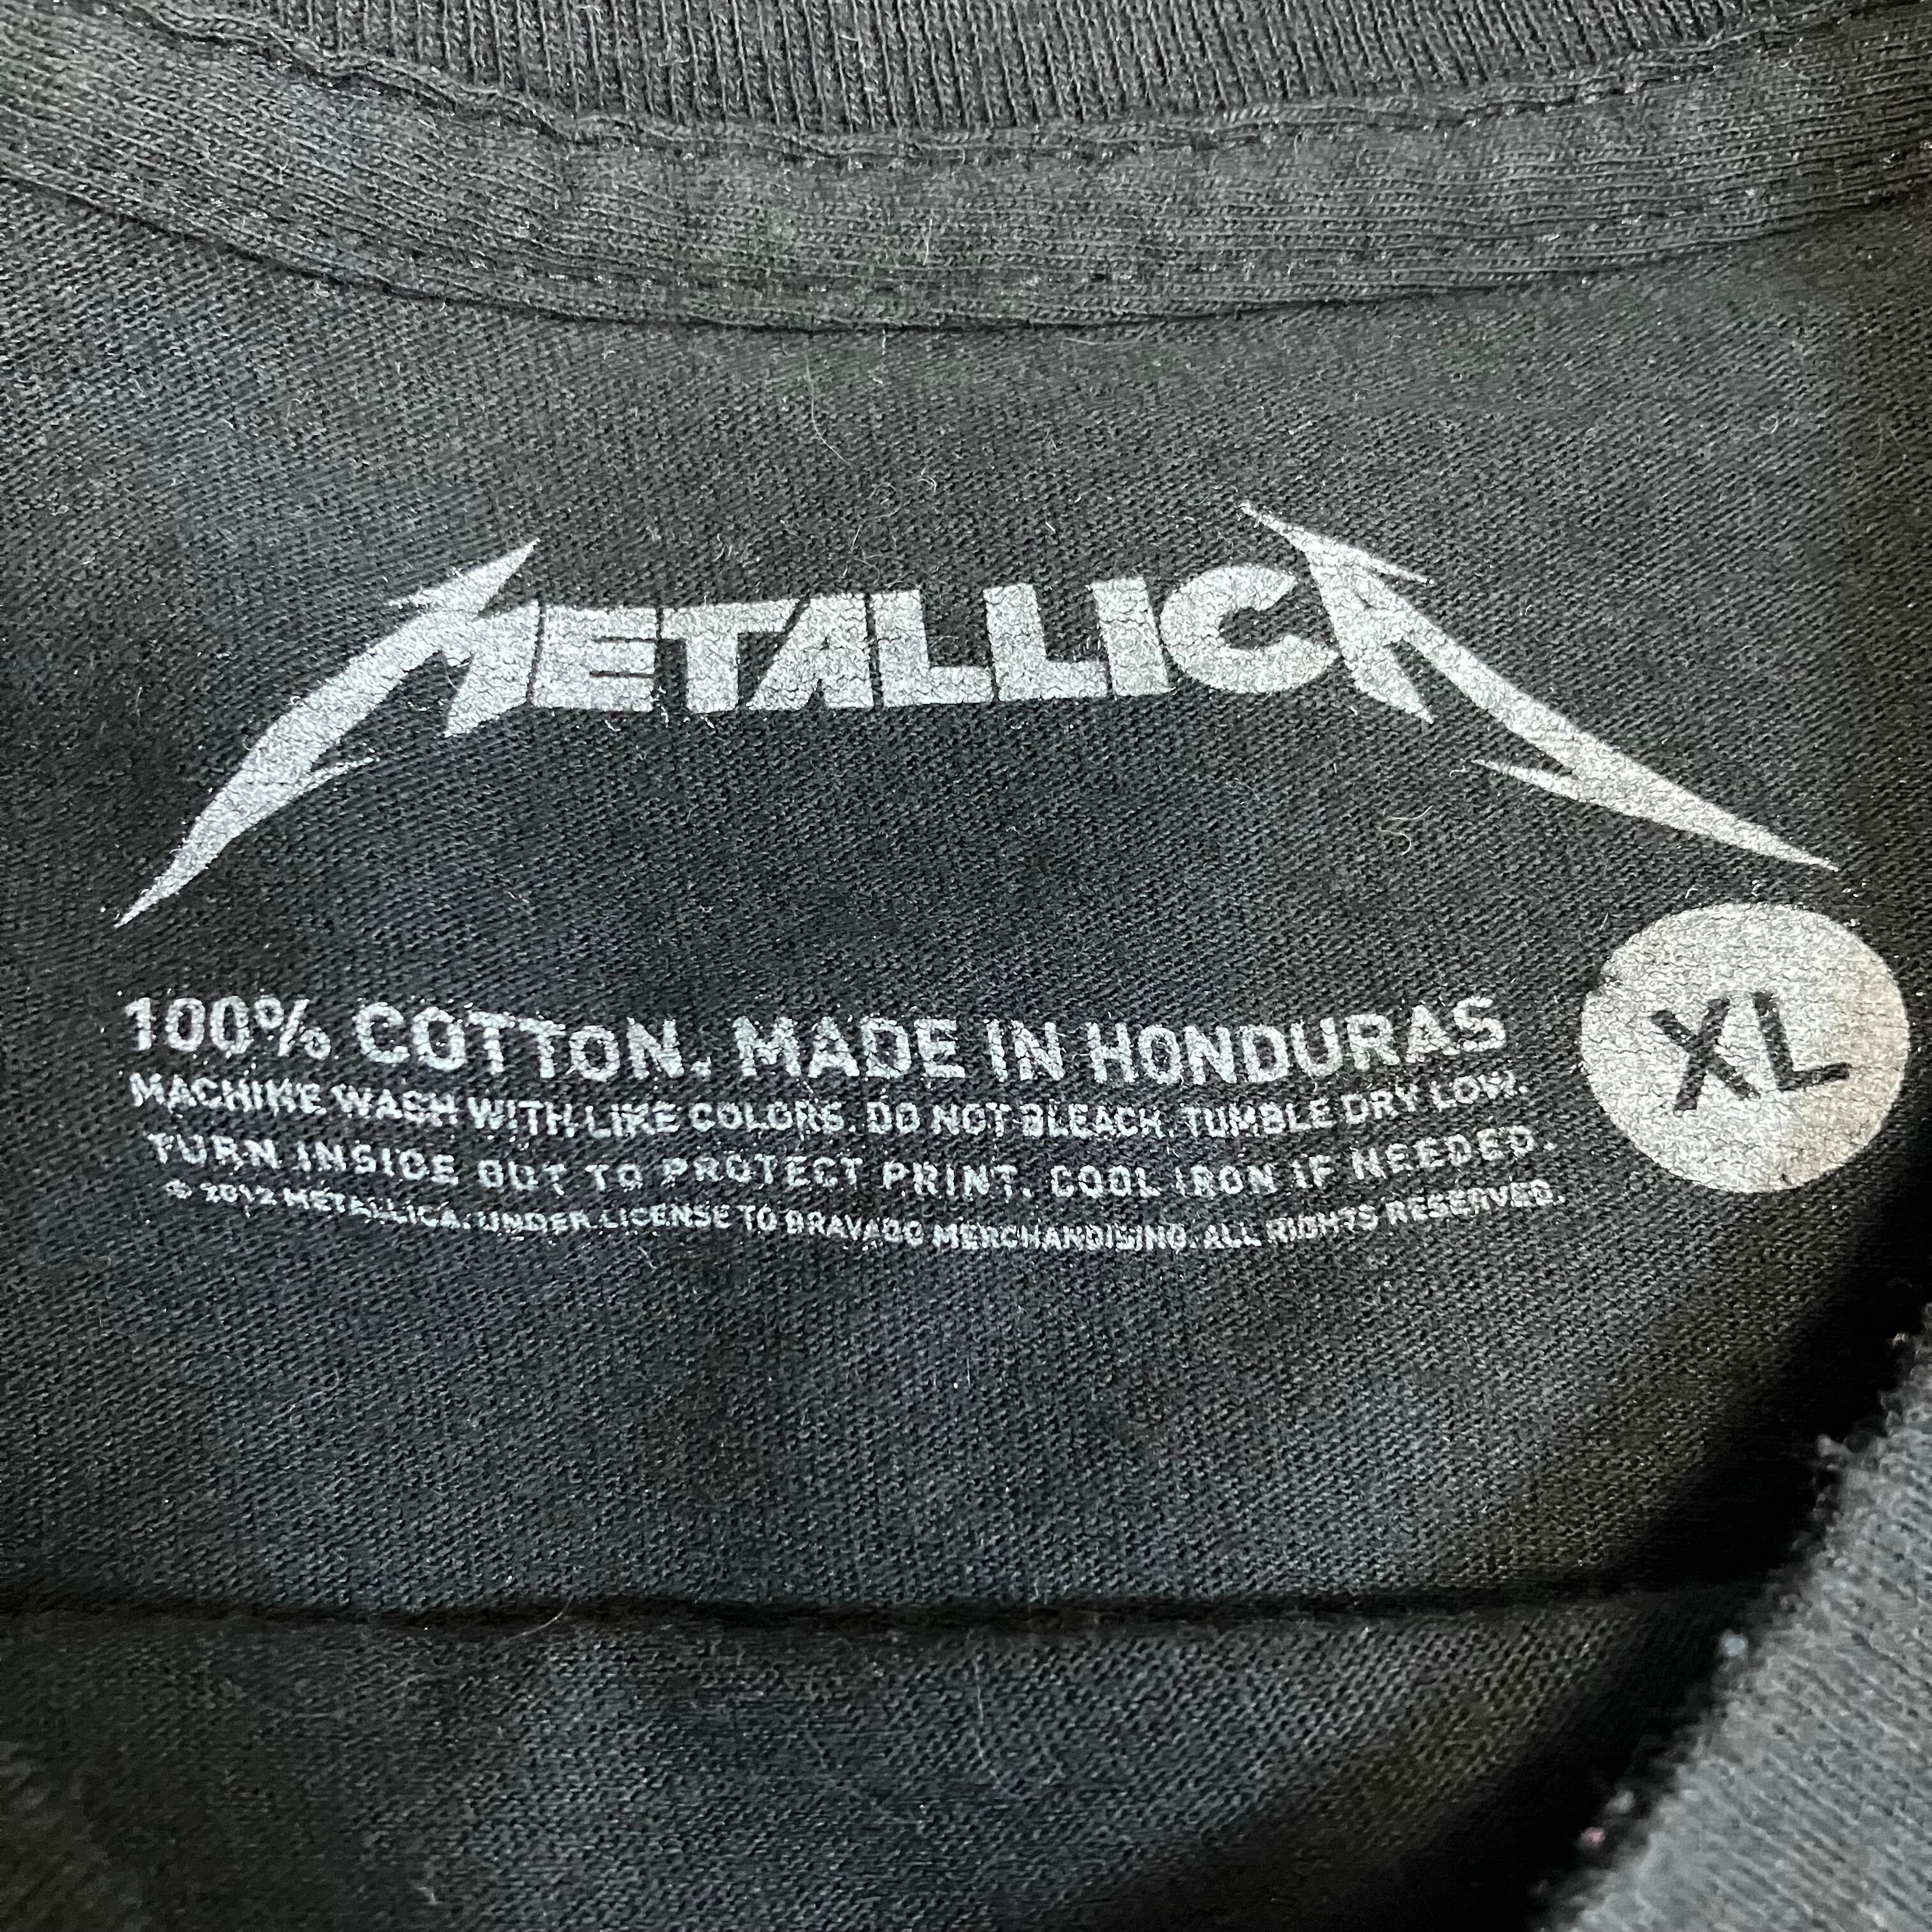 METALLICA
100% COTTON. MADE IN HONDURAS
XL
MACHINE WASH WITH LIKE COLORS. DO NOT BLEACH. TUMBLE DRY LOW.
TURN INSIDE OUT TO PROTECT PRINT. COOL IRON IF NEEDED.
© 2012 METALLICA. UNDER LICENSE TO BRAVADO MERCHANDISING. ALL RIGHTS RESERVED.